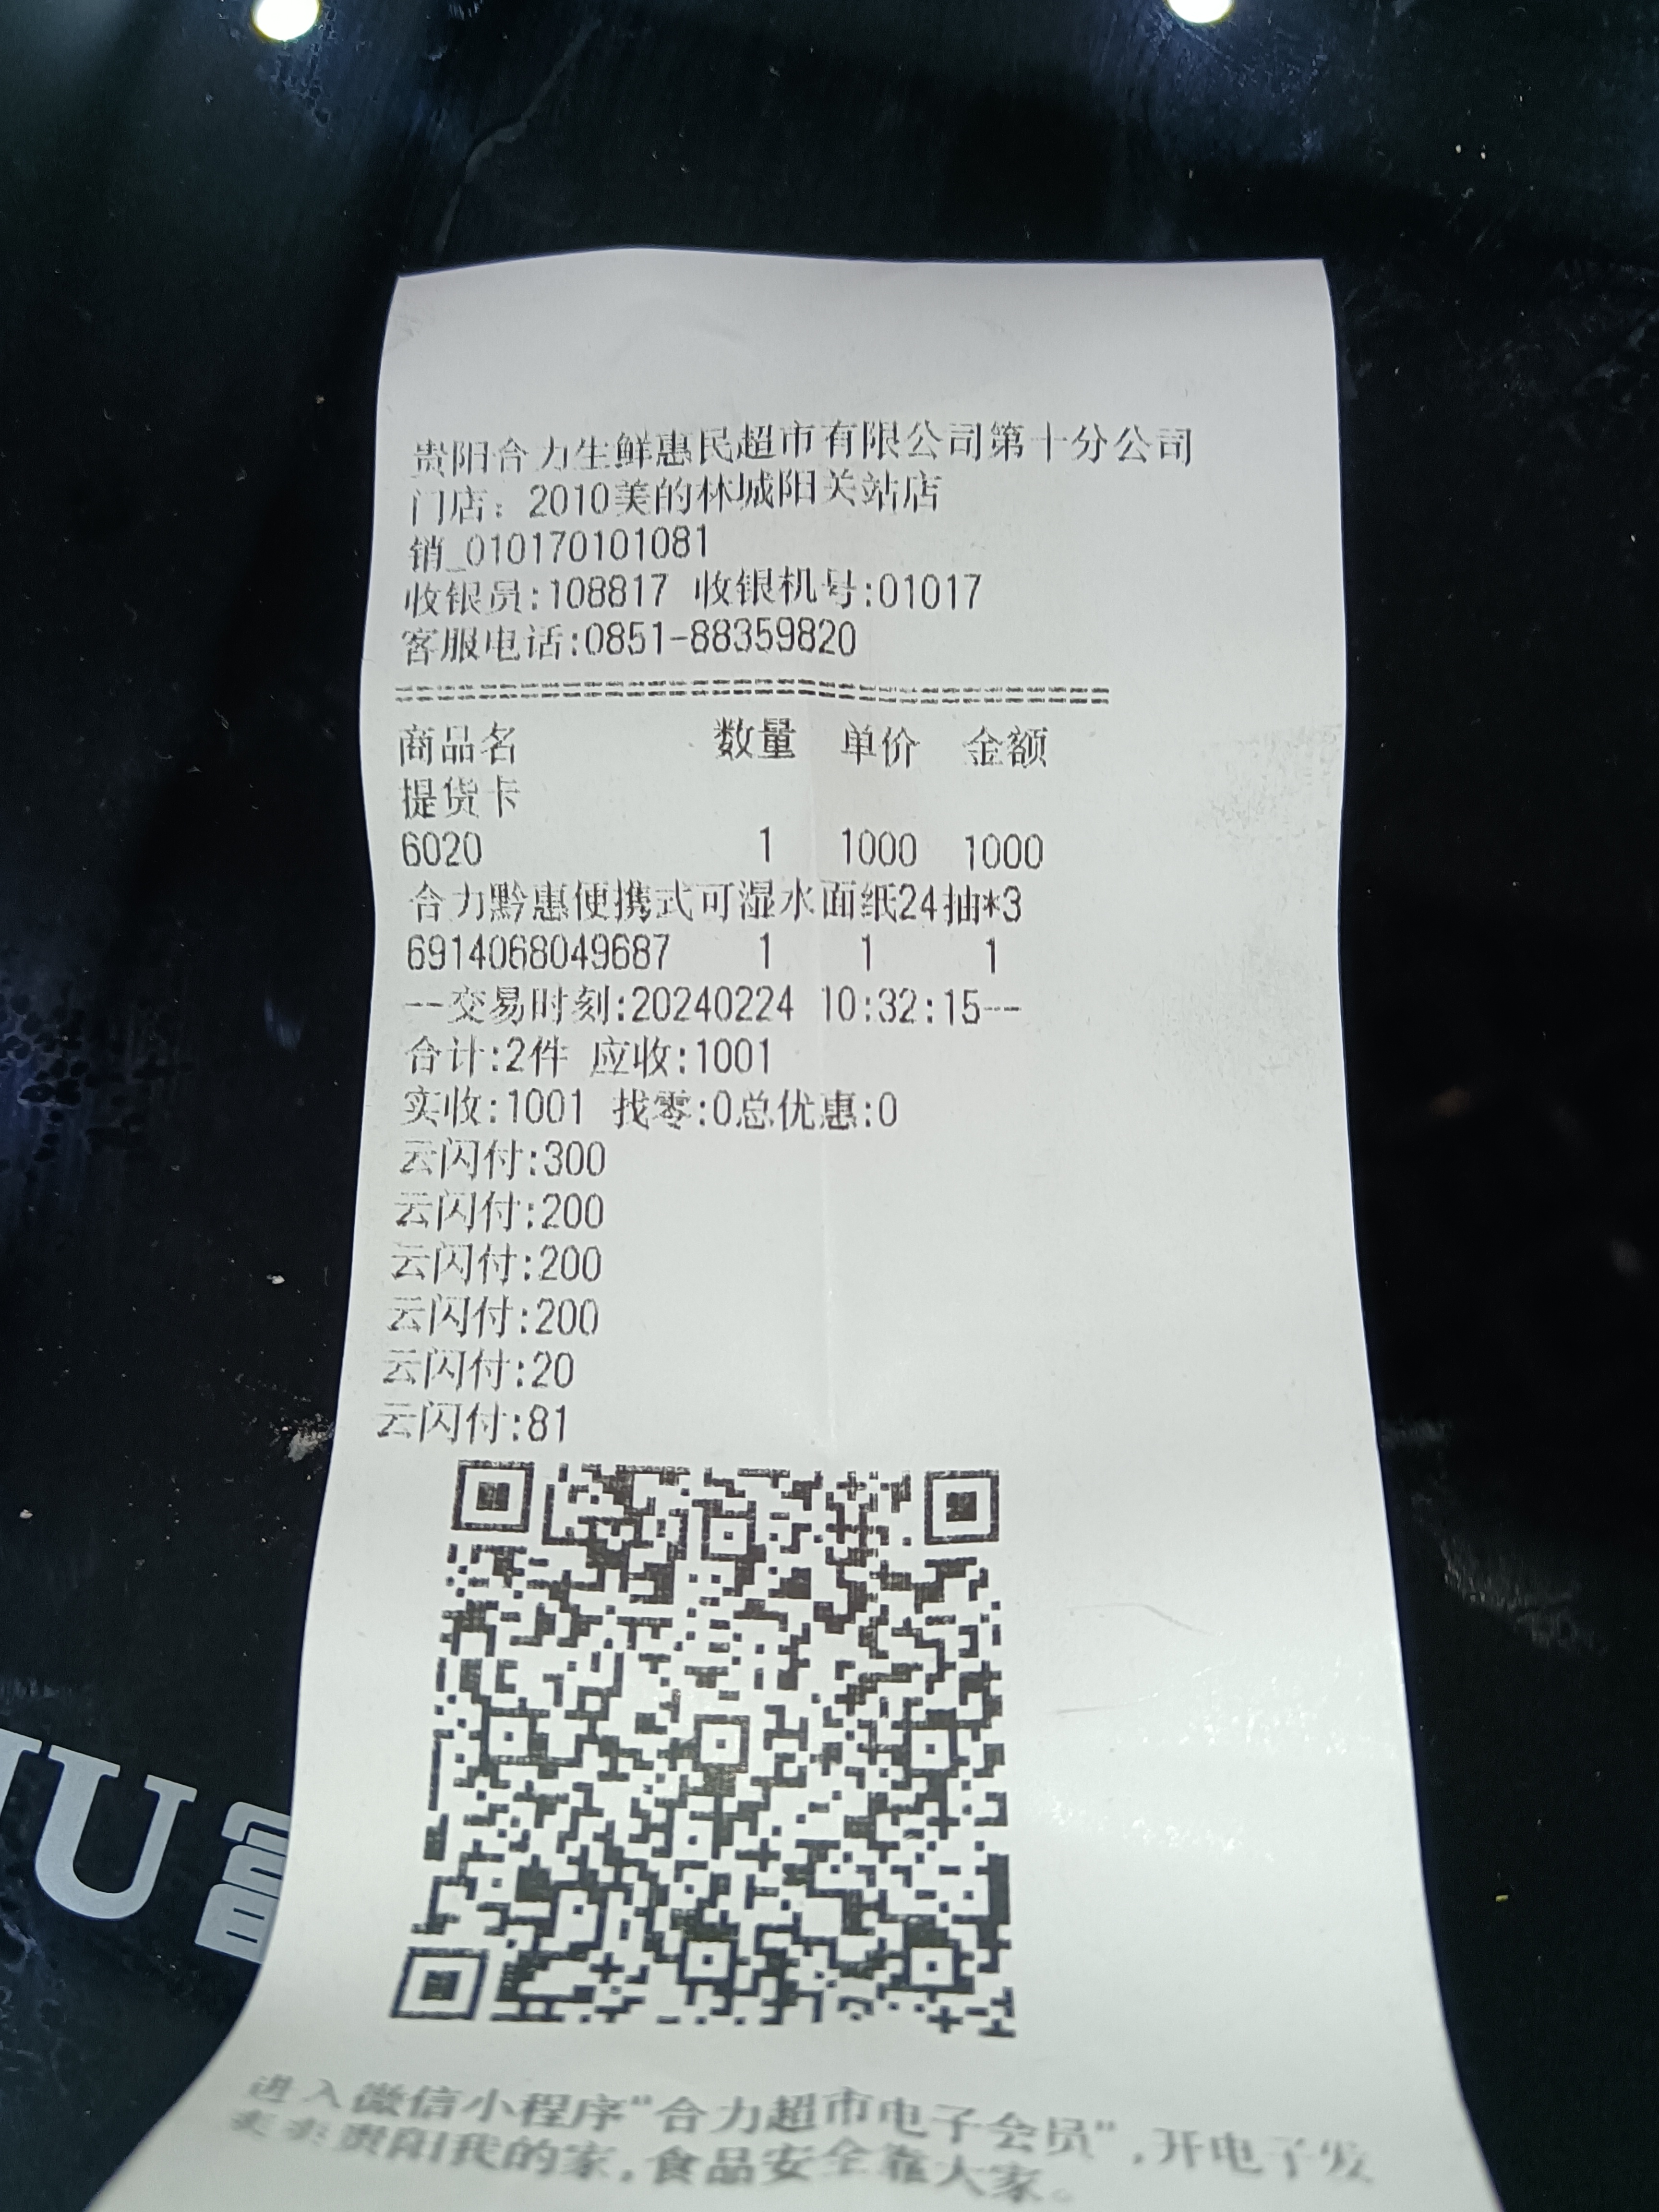 贵阳合力生鲜惠民超市有限公司第十分公司
门店：2010美的林城阳关站店
销_010170101081
收银员:108817 收银机号:01017
客服电话:0851-88359820
商品名 数量 单价 金额
提货卡
6020 1 1000 1000
合力黔惠便携式可湿水面纸24抽*3
6914068049687 1 1 1
--交易时刻:20240224 10:32:15--
合计:2件 应收:1001
实收:1001 找零:0总优惠:0
云闪付:300
云闪付:200
云闪付:200
云闪付:200
云闪付:20
云闪付:81
进入微信小程序"合力超市电子会员",开电子发
贵阳我的家,食品安全靠大家。